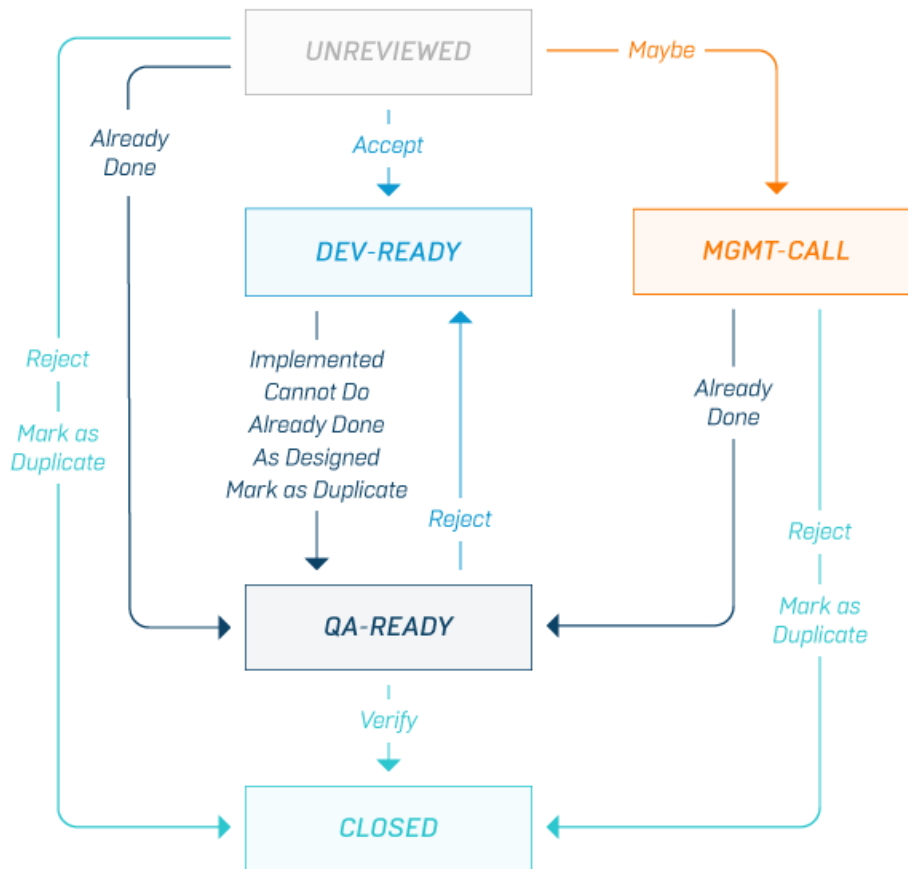 UNREVIEWED
Maybe
Already
Done
Accept
DEV-READY
MGMT-CALL
Reject
Mark as
Duplicate
Implemented
Cannot Do
Already Done
As Designed
Mark as Duplicate
Reject
Already
Done
Reject
Mark as
Duplicate
QA-READY
Verify
CLOSED